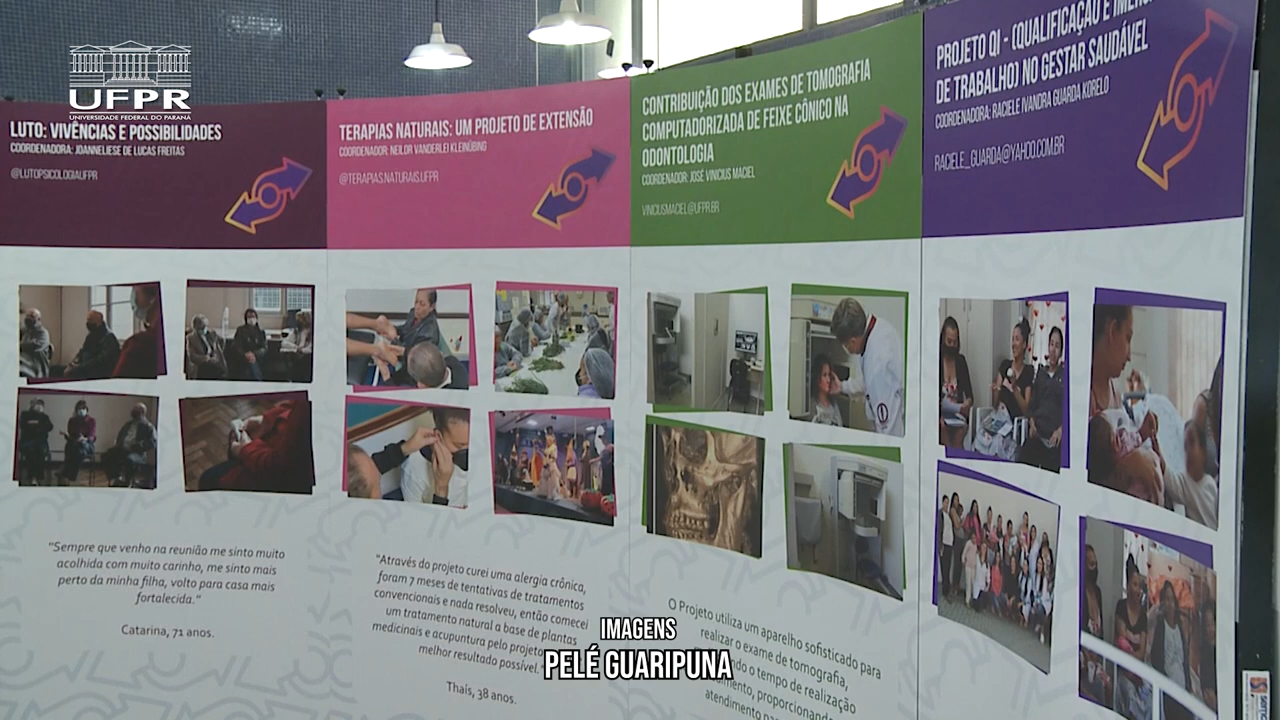 UFPR
UNIVERSIDADE FEDERAL DO PARANÁ
LUTO: VIVÊNCIAS E POSSIBILIDADES
COORDENADORA: JOANNELIESE DE LUCAS FREITAS
@LUTOPSICOLOGIAUFPR
"Sempre que venho na reunião me sinto muito
acolhida com muito carinho, me sinto mais
perto da minha filha, volto para casa mais
fortalecida."
Catarina, 71 anos.
TERAPIAS NATURAIS: UM PROJETO DE EXTENSÃO
COORDENADOR: NEILOR VANDERLEI KLEINÜBING
@TERAPIAS.NATURAIS.UFPR
"Através do projeto curei uma alergia crônica,
foram 7 meses de tentativas de tratamentos
convencionais e nada resolveu, então comecei
um tratamento natural a base de plantas
medicinais e acupuntura pelo projeto
melhor resultado possível.
Thaís, 38 anos.
CONTRIBUIÇÃO DOS EXAMES DE TOMOGRAFIA
COMPUTADORIZADA DE FEIXE CÔNICO NA
ODONTOLOGIA
COORDENADOR: JOSÉ VINICIUS MACIEL
VINICIUSMACIEL@UFPR.BR
O Projeto utiliza um aparelho sofisticado para
realizar o exame de tomografia,
o tempo de realização
proporcionando
atendimento
PROJETO QI - (QUALIFICAÇÃO E
DE TRABALHO) NO GESTAR SAUDÁVEL
COORDENADORA: RACIELE IVANDRA GUARDA KORELO
RACIELE_GUARDA@YAHOO.COM.BR
IMAGENS
PELÉ GUARIPUNA